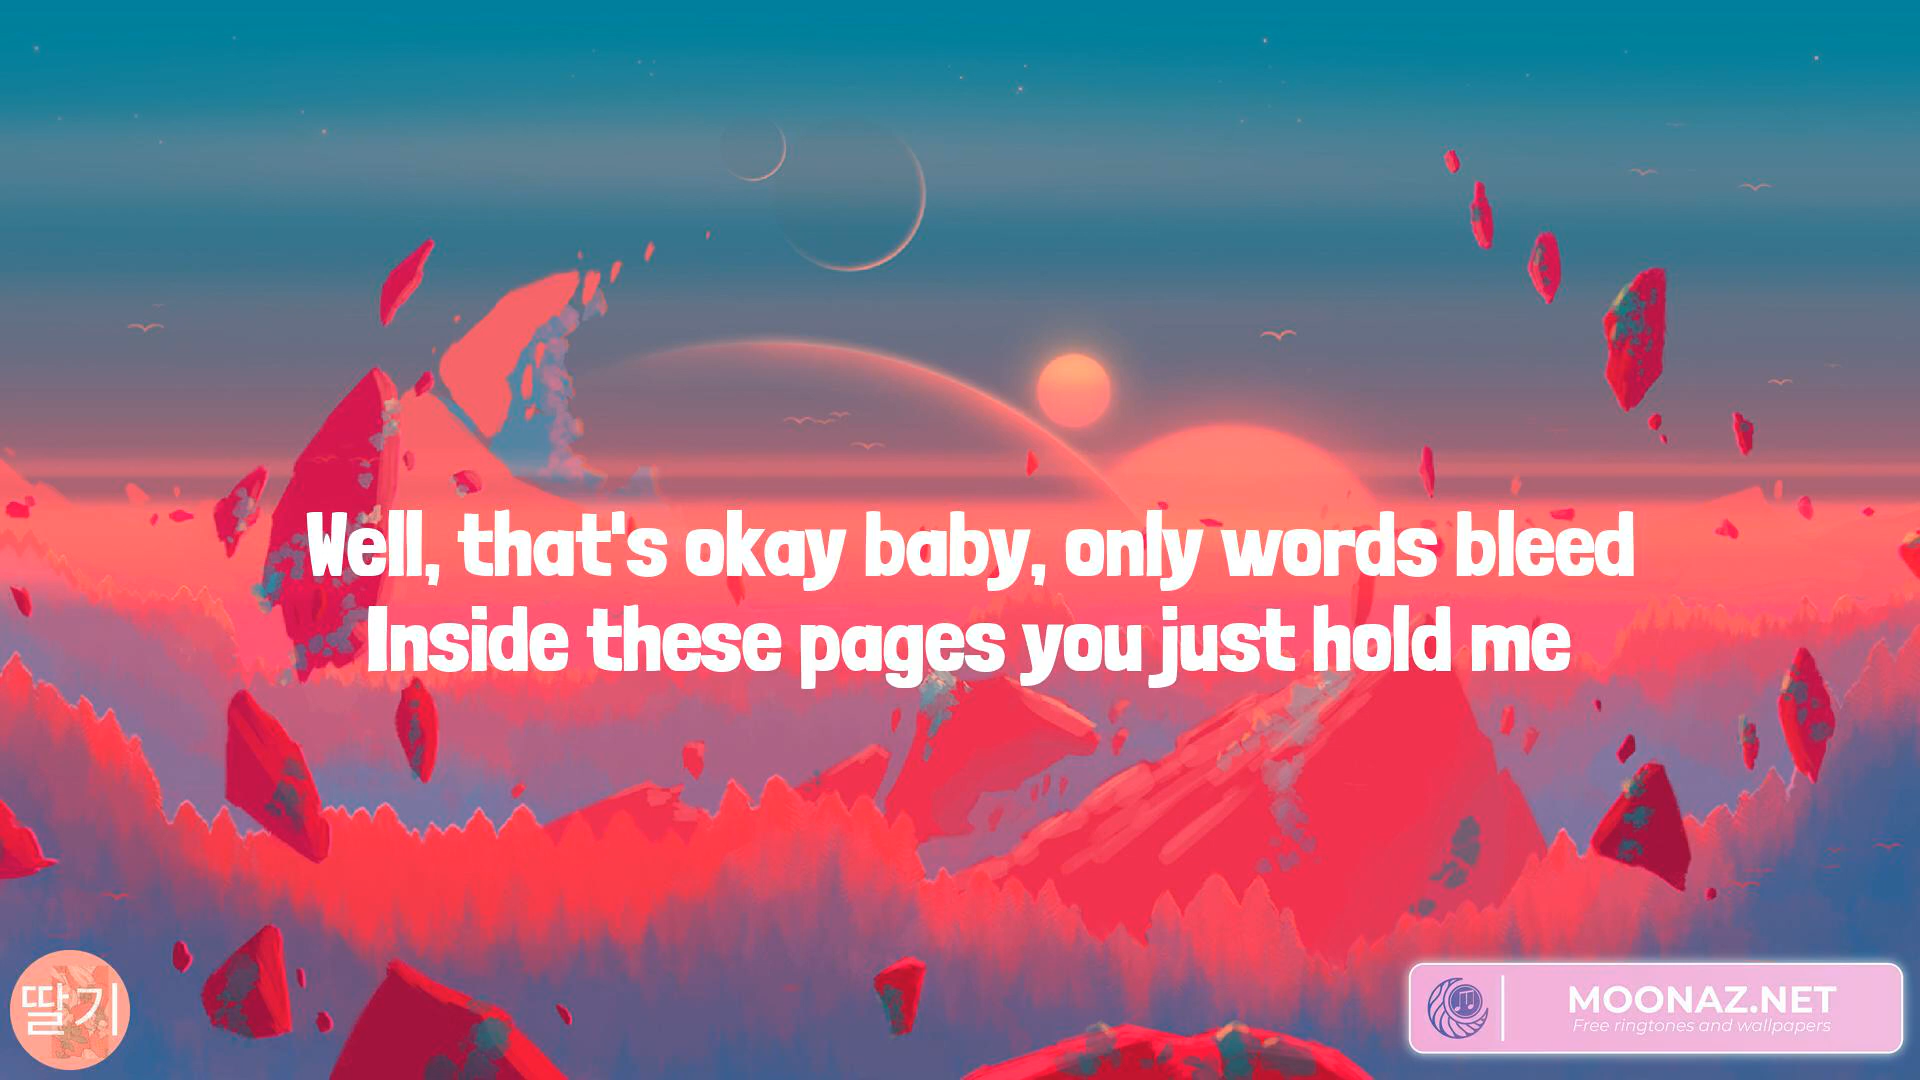 Well, that's okay baby, only words bleed
Inside these pages you just hold me
딸기
MOONAZ.NET
Free ringtones and wallpapers